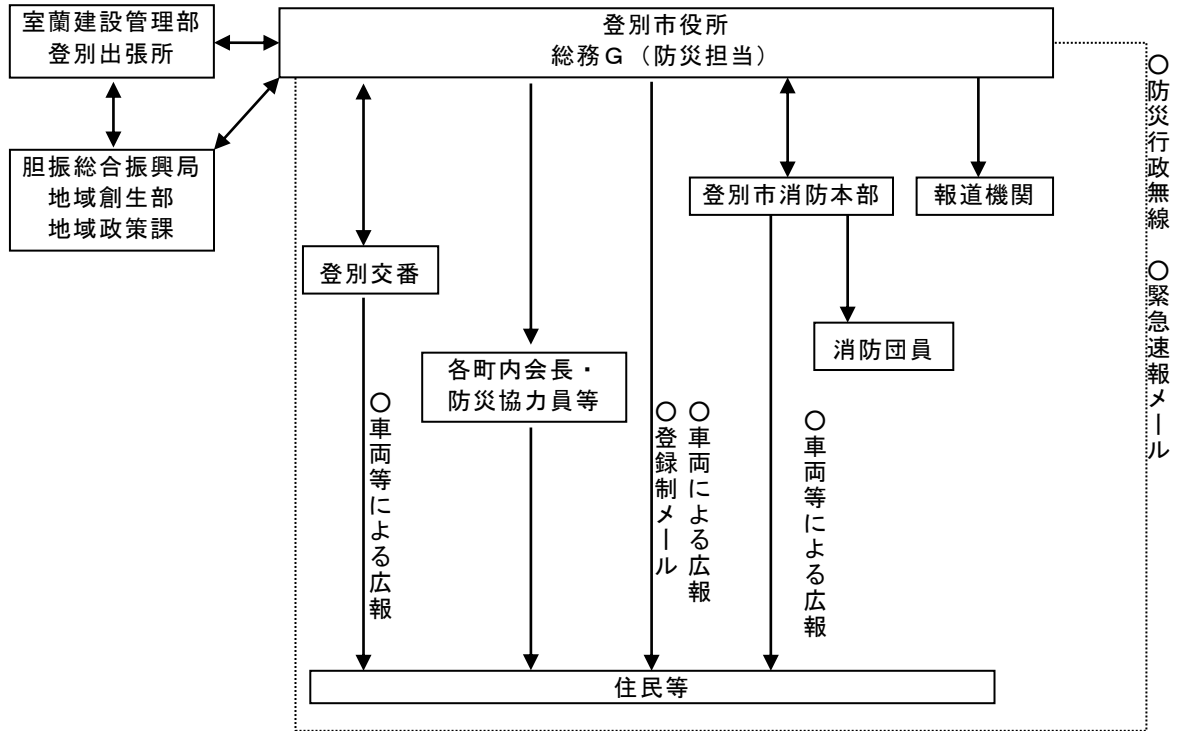 室蘭建設管理部
登別出張所
登別市役所
総務Ｇ（防災担当）
胆振総合振興局
地域創生部
地域政策課
登別市消防本部
報道機関
登別交番
消防団員
各町内会長・
防災協力員等
○車両等による広報
○車両による広報
○登録制メール
○車両等による広報
○防災行政無線　○緊急速報メール
住民等